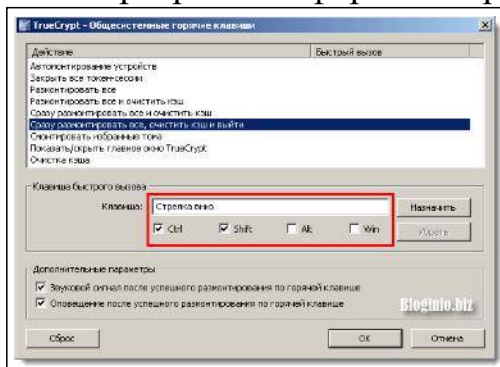 TrueCrypt - Общесистемные горячие клавиши
Действие Быстрый вызов
Автомонтирование устройств
Закрыть все токен-сессии
Размонтировать все
Размонтировать все и очистить кэш
Сразу размонтировать все и очистить кэш
Сразу размонтировать все, очистить кэш и выйти
Смонтировать избранные тома
Показать/скрыть главное окно TrueCrypt
Очистка кэша
Клавиша быстрого вызова
Клавиша: Стрелка вниз Назначить
Ctrl Shift Alt Win Убрать
Дополнительные параметры
Звуковой сигнал после успешного размонтирования по горячей клавише
Оповещение после успешного размонтирования по горячей клавише
BlogInfo.biz
Сброс OK Отмена